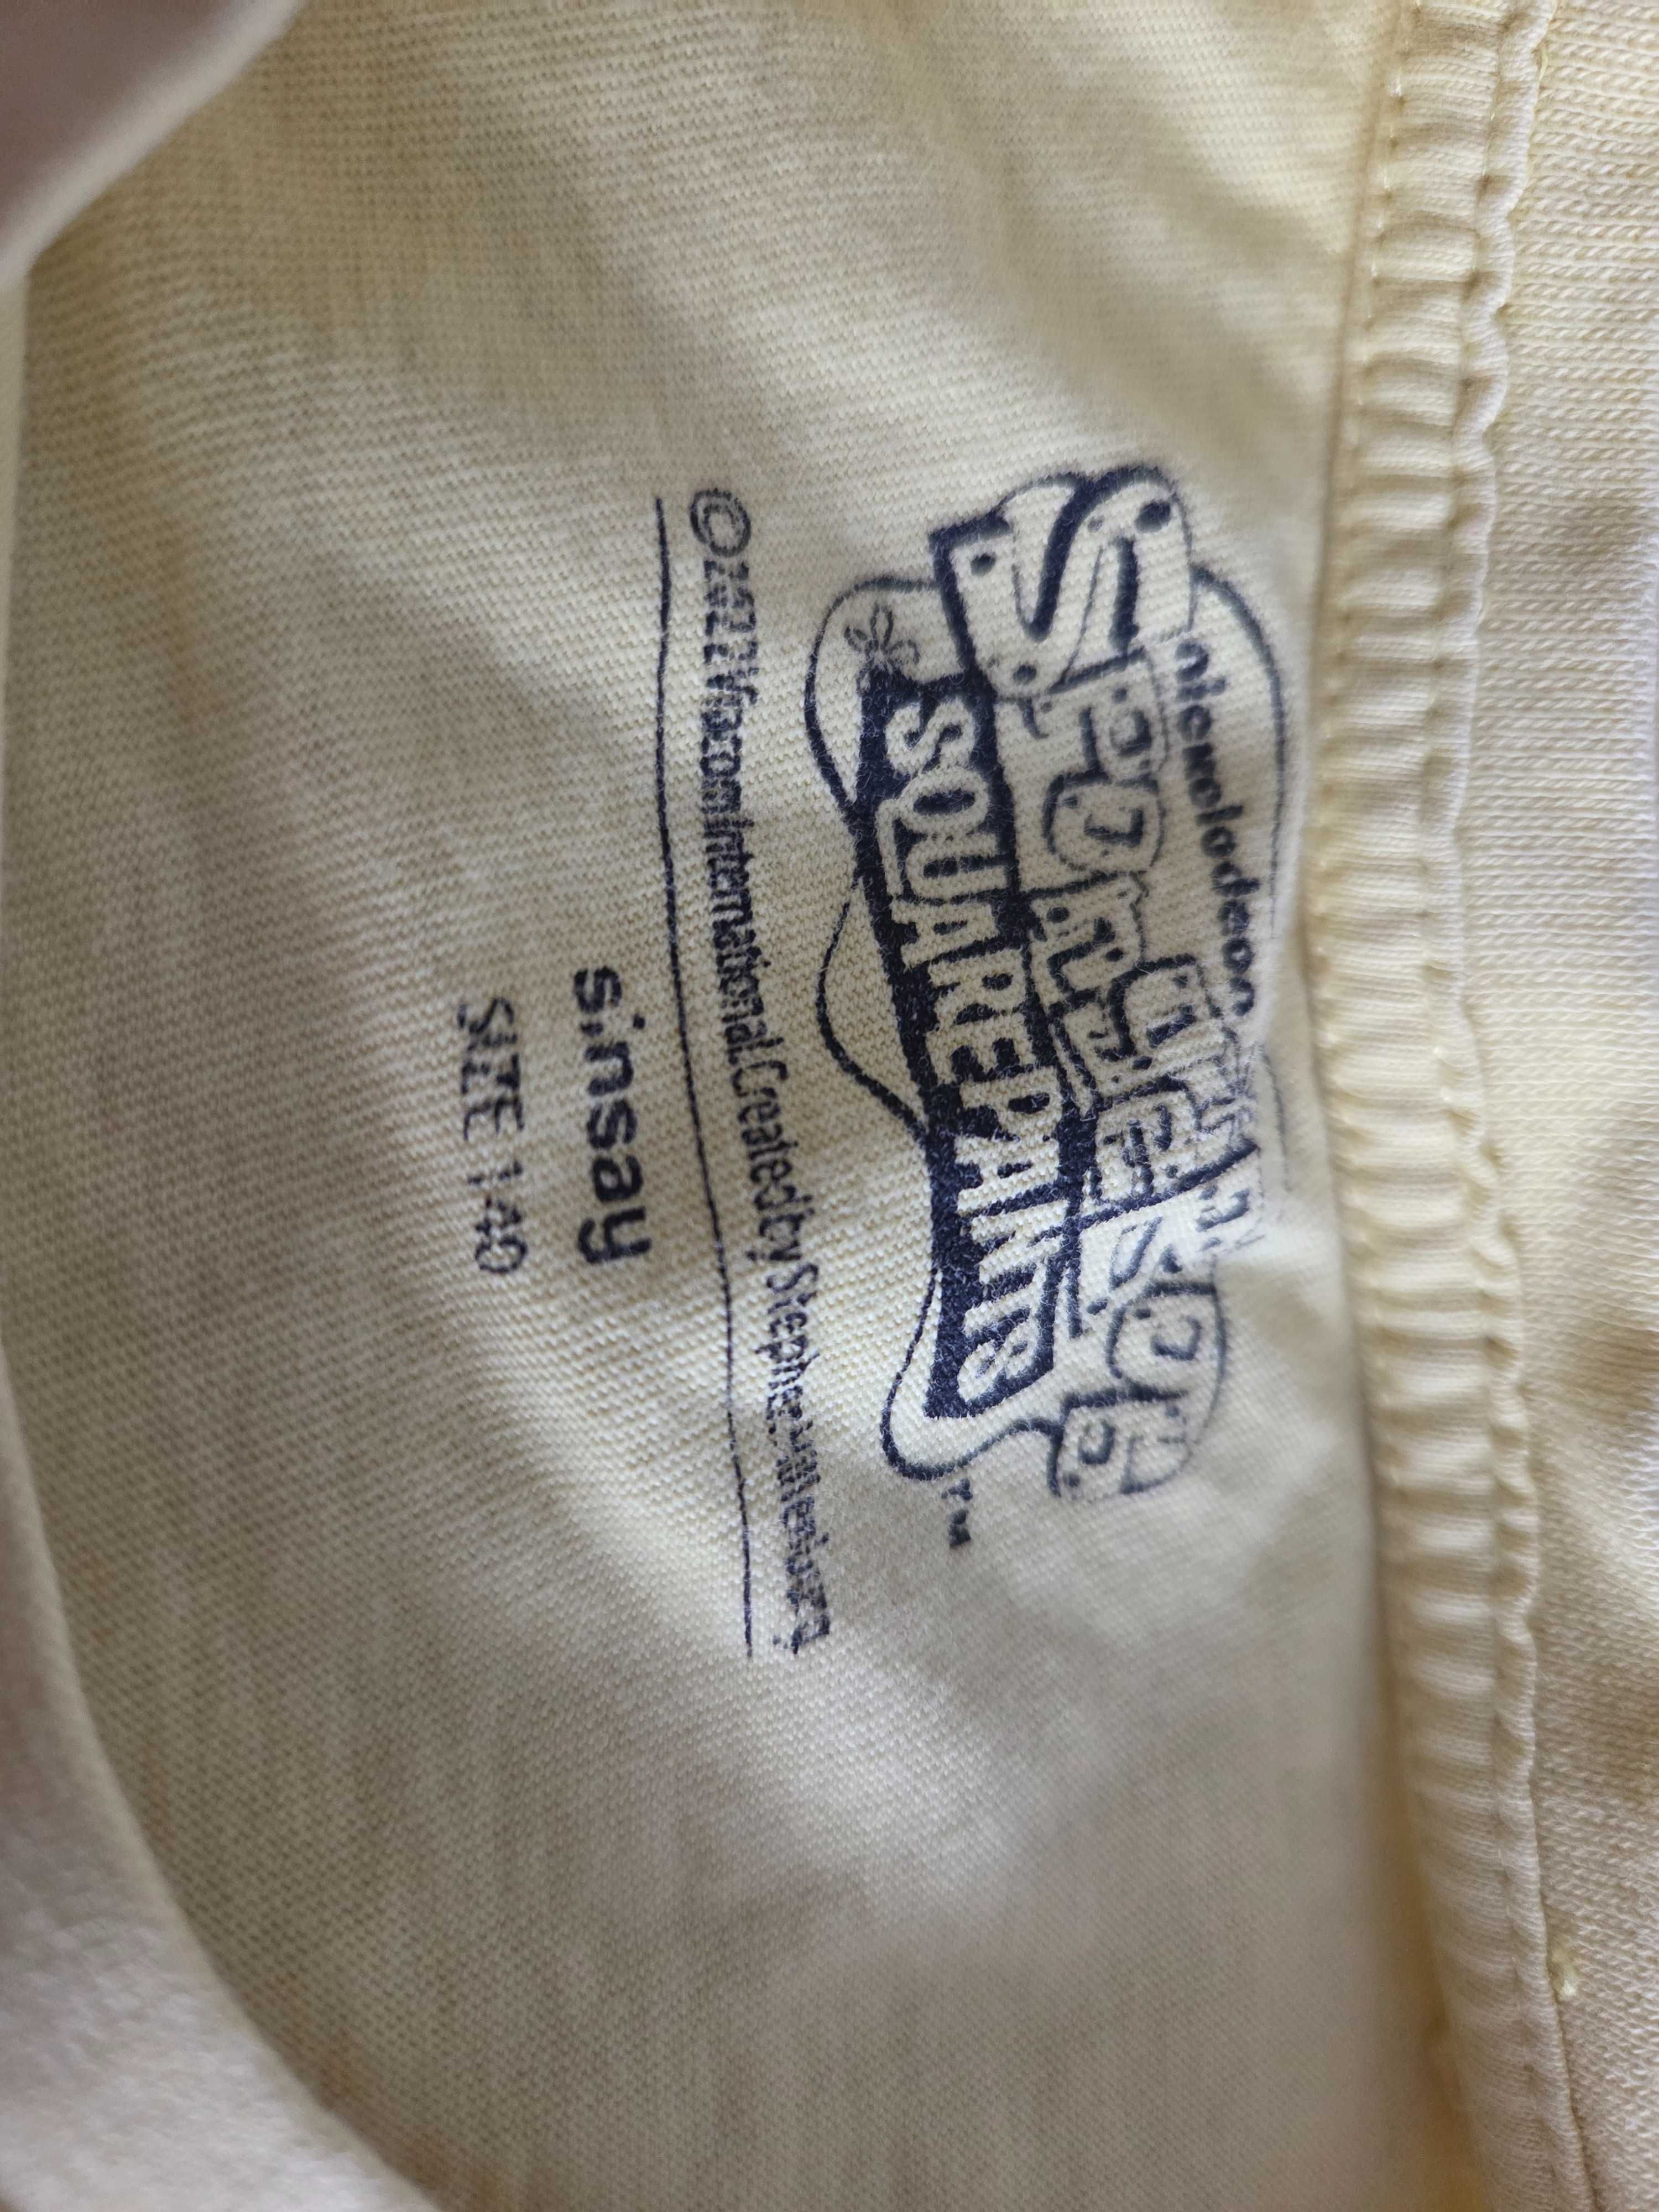 nickelodeon
SpongeBob
SQUAREPANTS
TM
©2022 Viacom International. Created by Stephen Hillenburg
sinsay
SIZE 140